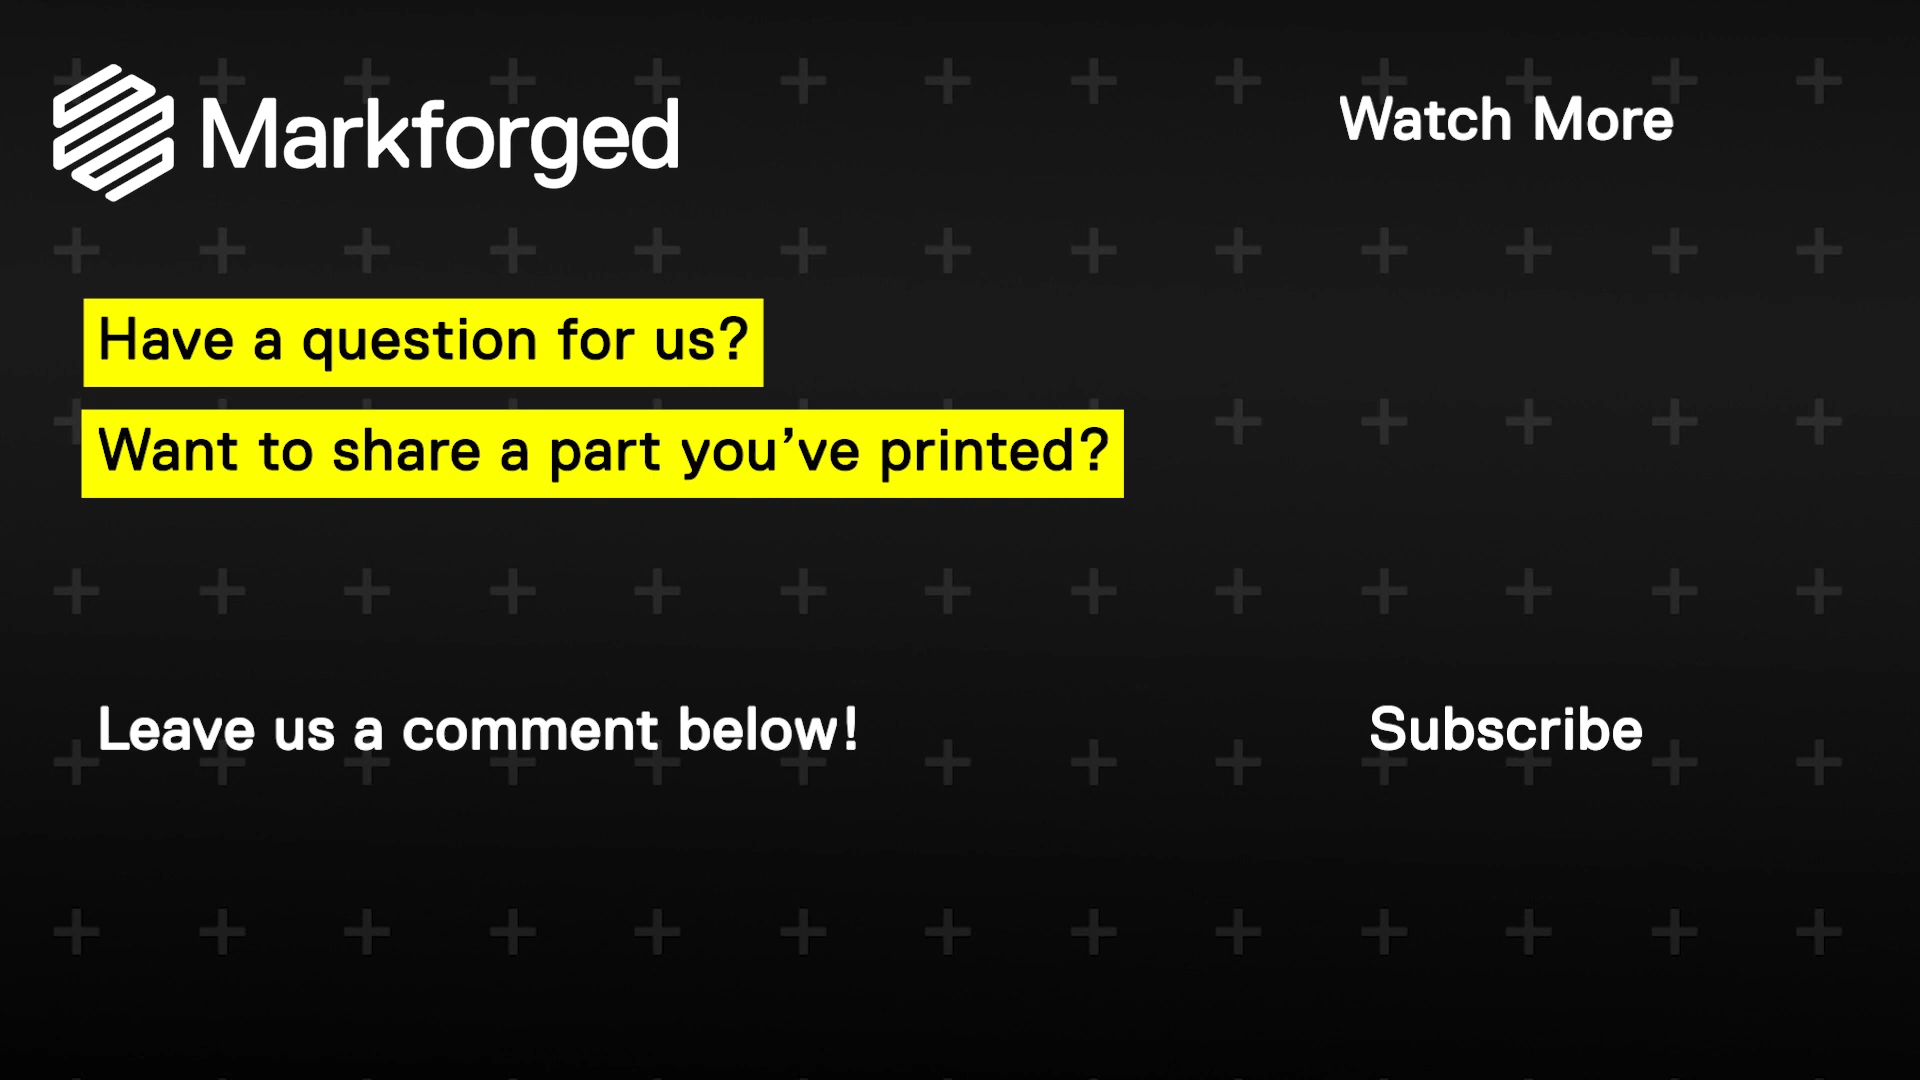 Markforged
Watch More
Have a question for us?
Want to share a part you’ve printed?
Leave us a comment below!
Subscribe